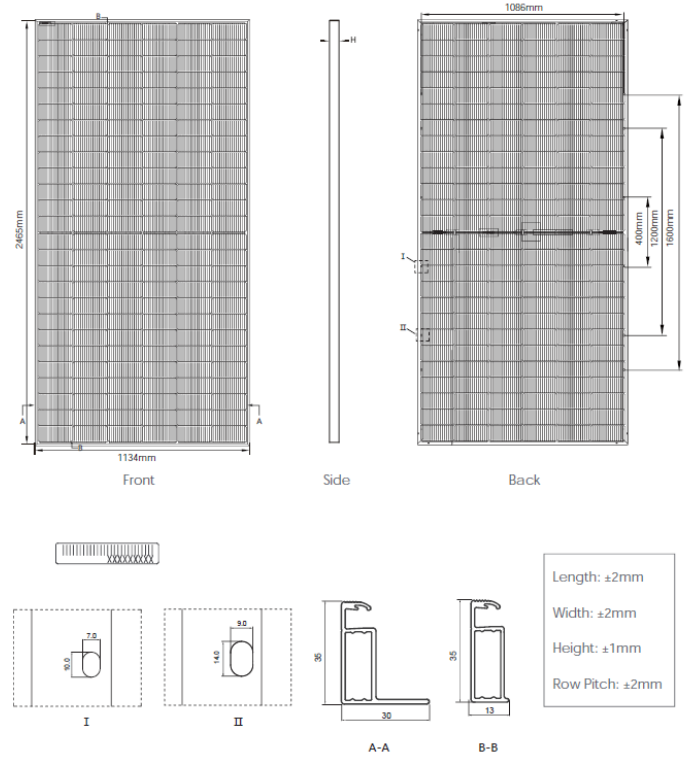 B
H
1086mm
2465mm
400mm
1200mm
1600mm
I
II
A
A
B
1134mm
Front
Side
Back
7.0
10.0
I
9.0
14.0
II
35
30
A-A
35
13
B-B
Length: ±2mm
Width: ±2mm
Height: ±1mm
Row Pitch: ±2mm